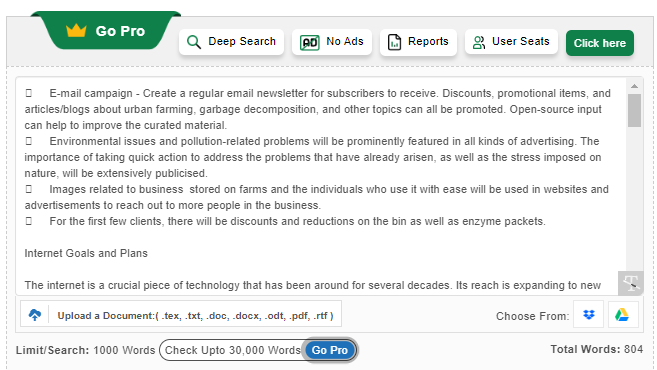 Go Pro
Deep Search
AD No Ads
Reports
User Seats
Click here
E-mail campaign - Create a regular email newsletter for subscribers to receive. Discounts, promotional items, and
articles/blogs about urban farming, garbage decomposition, and other topics can all be promoted. Open-source input
can help to improve the curated material.
Environmental issues and pollution-related problems will be prominently featured in all kinds of advertising. The
importance of taking quick action to address the problems that have already arisen, as well as the stress imposed on
nature, will be extensively publicised.
Images related to business stored on farms and the individuals who use it with ease will be used in websites and
advertisements to reach out to more people in the business.
For the first few clients, there will be discounts and reductions on the bin as well as enzyme packets.
Internet Goals and Plans
The internet is a crucial piece of technology that has been around for several decades. Its reach is expanding to new
Upload a Document:( .tex, .txt, .doc, .docx, .odt, .pdf, .rtf )
Choose From:
Limit/Search: 1000 Words Check Upto 30,000 Words Go Pro
Total Words: 804